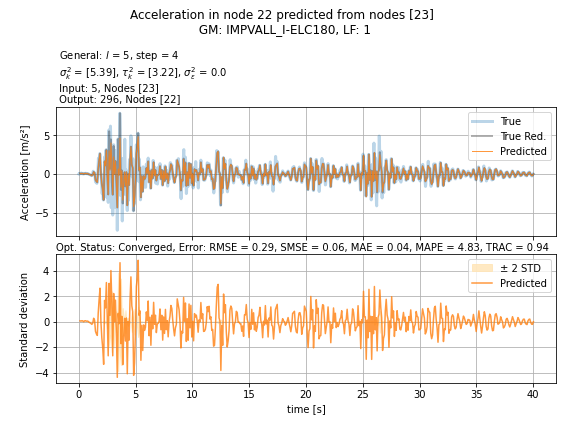 Acceleration in node 22 predicted from nodes [23]
GM: IMPVALL_I-ELC180, LF: 1
General: l = 5, step = 4
σ²ₖ = [5.39], τ²ₖ = [3.22], σ²ε = 0.0
Input: 5, Nodes [23]
Output: 296, Nodes [22]
Acceleration [m/s²]
5
0
−5
True
True Red.
Predicted
Opt. Status: Converged, Error: RMSE = 0.29, SMSE = 0.06, MAE = 0.04, MAPE = 4.83, TRAC = 0.94
Standard deviation
4
2
0
−2
−4
± 2 STD
Predicted
0 5 10 15 20 25 30 35 40
time [s]